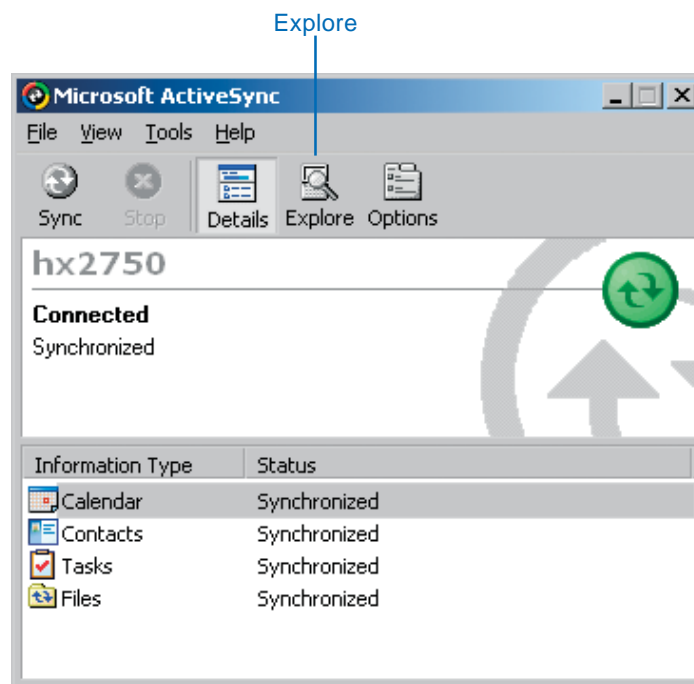 Explore
Microsoft ActiveSync
File View Tools Help
Sync Stop Details Explore Options
hx2750
Connected
Synchronized
Information Type Status
Calendar Synchronized
Contacts Synchronized
Tasks Synchronized
Files Synchronized